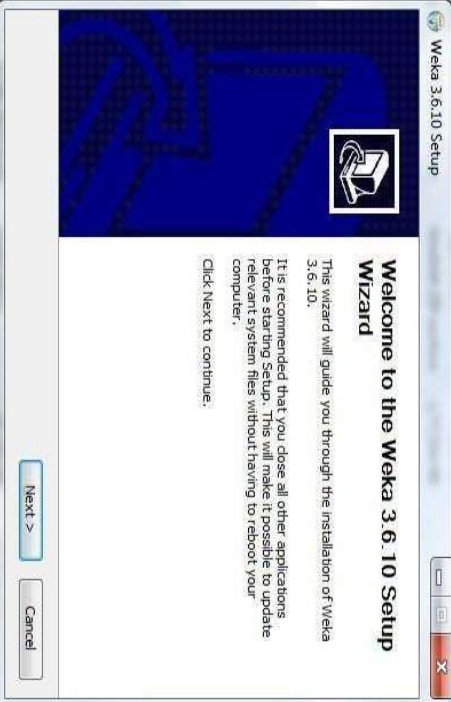 Weka 3.6.10 Setup
Welcome to the Weka 3.6.10 Setup
Wizard
This wizard will guide you through the installation of Weka
3.6.10.
It is recommended that you close all other applications
before starting Setup. This will make it possible to update
relevant system files without having to reboot your
computer.
Click Next to continue.
Next >
Cancel